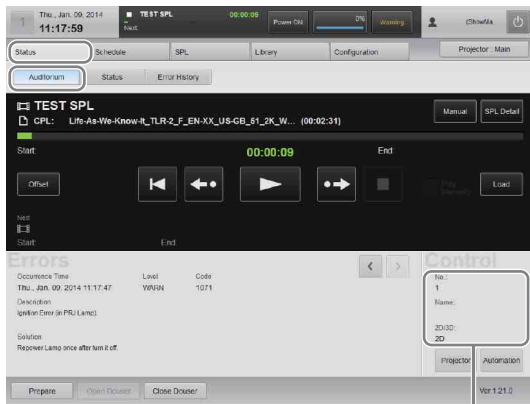 1
Thu., Jan. 09, 2014
11:17:59
TEST SPL
Next:
00:00:09
Power ON
0%
Warning
Status
Schedule
SPL
Library
Configuration
Projector : Main
Auditorium
Status
Error History
TEST SPL
CPL: Life-As-We-Know-It_TLR-2_F_EN-XX_US-GB_51_2K_W... (00:02:31)
Manual
SPL Detail
Start:
00:00:09
End:
Offset
Load
Next
Start:
End:
Errors
Occurrence Time
Level
Code
Thu., Jan. 09, 2014 11:17:47
WARN
1071
Description:
Ignition Error (in PRJ Lamp).
Solution:
Repower Lamp once after turn it off.
Control
No.:
1
Name:
2D/3D:
2D
Projector
Automation
Prepare
Open Douser
Close Douser
Ver 1.21.0